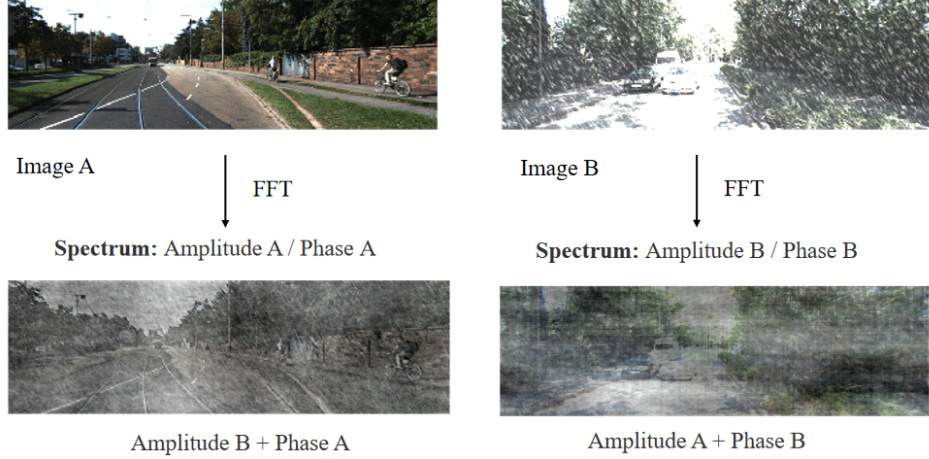 Image A
Image B
FFT
FFT
Spectrum: Amplitude A / Phase A
Spectrum: Amplitude B / Phase B
Amplitude B + Phase A
Amplitude A + Phase B